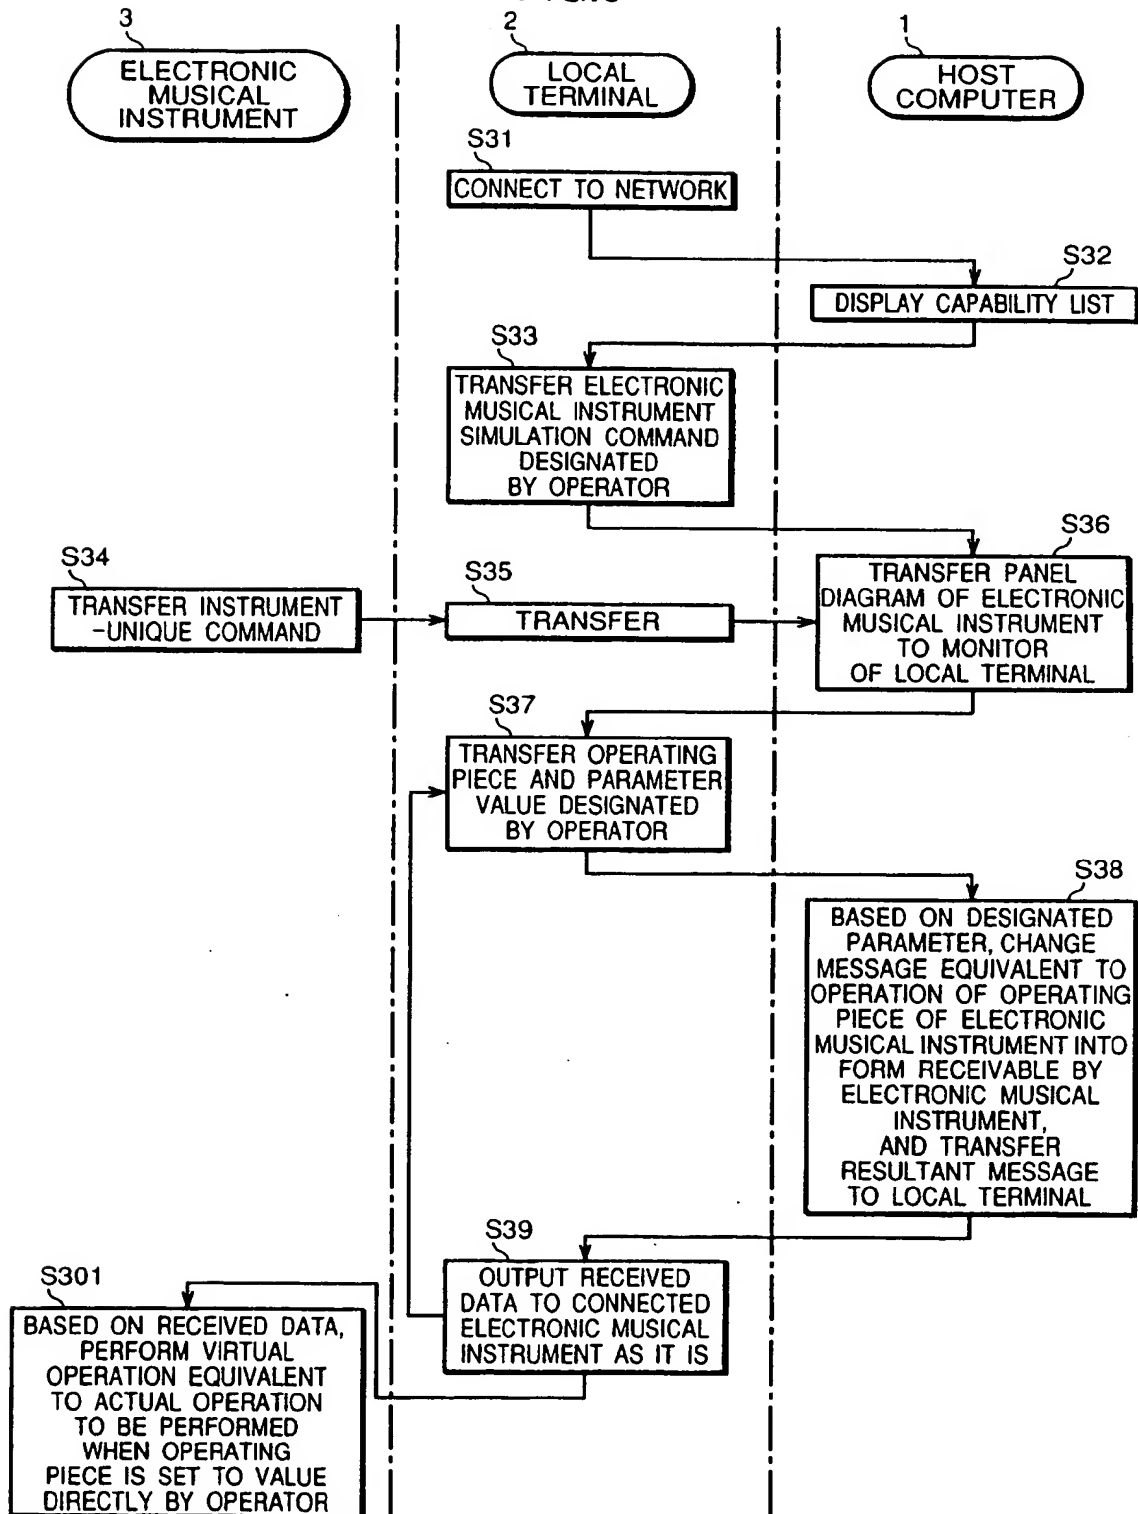 3
2
1
ELECTRONIC
MUSICAL
INSTRUMENT
LOCAL
TERMINAL
HOST
COMPUTER
S31
CONNECT TO NETWORK
S32
DISPLAY CAPABILITY LIST
S33
TRANSFER ELECTRONIC
MUSICAL INSTRUMENT
SIMULATION COMMAND
DESIGNATED
BY OPERATOR
S34
TRANSFER INSTRUMENT
-UNIQUE COMMAND
S35
TRANSFER
S36
TRANSFER PANEL
DIAGRAM OF ELECTRONIC
MUSICAL INSTRUMENT
TO MONITOR
OF LOCAL TERMINAL
S37
TRANSFER OPERATING
PIECE AND PARAMETER
VALUE DESIGNATED
BY OPERATOR
S38
BASED ON DESIGNATED
PARAMETER, CHANGE
MESSAGE EQUIVALENT TO
OPERATION OF OPERATING
PIECE OF ELECTRONIC
MUSICAL INSTRUMENT INTO
FORM RECEIVABLE BY
ELECTRONIC MUSICAL
INSTRUMENT,
AND TRANSFER
RESULTANT MESSAGE
TO LOCAL TERMINAL
S39
OUTPUT RECEIVED
DATA TO CONNECTED
ELECTRONIC MUSICAL
INSTRUMENT AS IT IS
S301
BASED ON RECEIVED DATA,
PERFORM VIRTUAL
OPERATION EQUIVALENT
TO ACTUAL OPERATION
TO BE PERFORMED
WHEN OPERATING
PIECE IS SET TO VALUE
DIRECTLY BY OPERATOR